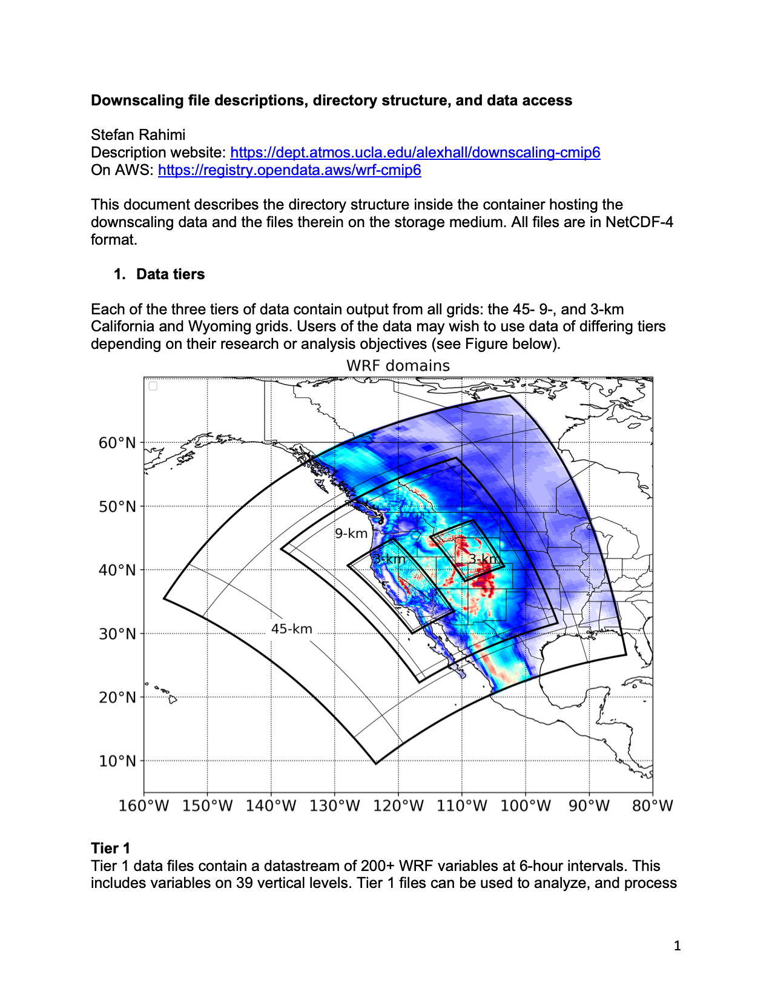 Downscaling file descriptions, directory structure, and data access
Stefan Rahimi
Description website: https://dept.atmos.ucla.edu/alexhall/downscaling-cmip6
On AWS: https://registry.opendata.aws/wrf-cmip6
This document describes the directory structure inside the container hosting the
downscaling data and the files therein on the storage medium. All files are in NetCDF-4
format.
1. Data tiers
Each of the three tiers of data contain output from all grids: the 45- 9-, and 3-km
California and Wyoming grids. Users of the data may wish to use data of differing tiers
depending on their research or analysis objectives (see Figure below).
WRF domains
60°N
50°N
9-km
3-km
3-km
40°N
45-km
30°N
20°N
10°N
160°W 150°W 140°W 130°W 120°W 110°W 100°W 90°W 80°W
Tier 1
Tier 1 data files contain a datastream of 200+ WRF variables at 6-hour intervals. This
includes variables on 39 vertical levels. Tier 1 files can be used to analyze, and process
1